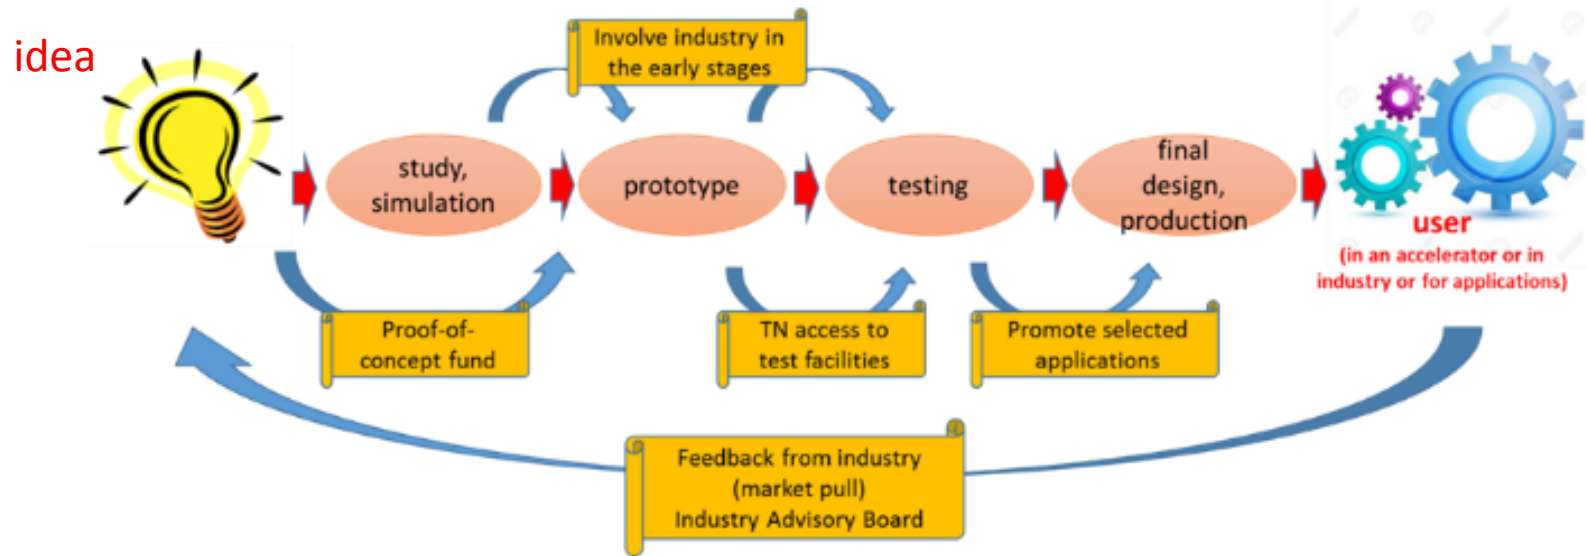 idea
Involve industry in
the early stages
study,
simulation
prototype
testing
final
design,
production
user
(in an accelerator or in
industry or for applications)
Proof-of-
concept fund
TN access to
test facilities
Promote selected
applications
Feedback from industry
(market pull)
Industry Advisory Board